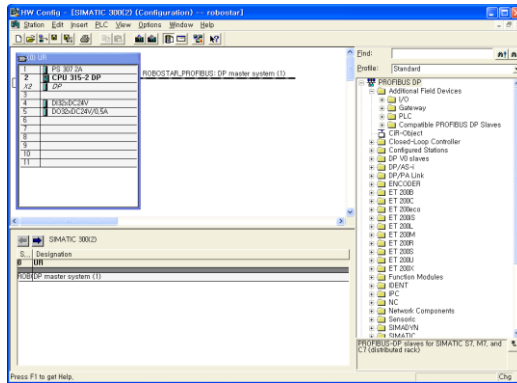 HW Config - [SIMATIC 300(2) (Configuration) -- robostar]
Station Edit Insert PLC View Options Window Help
(0) UR
1 PS 307 2A
2 CPU 315-2 DP
X2 DP
3
4 DI32xDC24V
5 DO32xDC24V/0,5A
6
7
8
9
10
11
ROBOSTAR_PROFIBUS: DP master system (1)
SIMATIC 300(2)
S... Designation
0 UR
ROBI DP master system (1)
Find:
Profile: Standard
PROFIBUS DP
Additional Field Devices
I/O
Gateway
PLC
Compatible PROFIBUS DP Slaves
CiR-Object
Closed-Loop Controller
Configured Stations
DP V0 slaves
DP/AS-i
DP/PA Link
ENCODER
ET 200B
ET 200C
ET 200eco
ET 200iS
ET 200L
ET 200M
ET 200R
ET 200S
ET 200U
ET 200X
Function Modules
IDENT
IPC
NC
Network Components
Sensoric
SIMADYN
SIMATIC
PROFIBUS-DP slaves for SIMATIC S7, M7, and
C7 (distributed rack)
Press F1 to get Help.
Chg